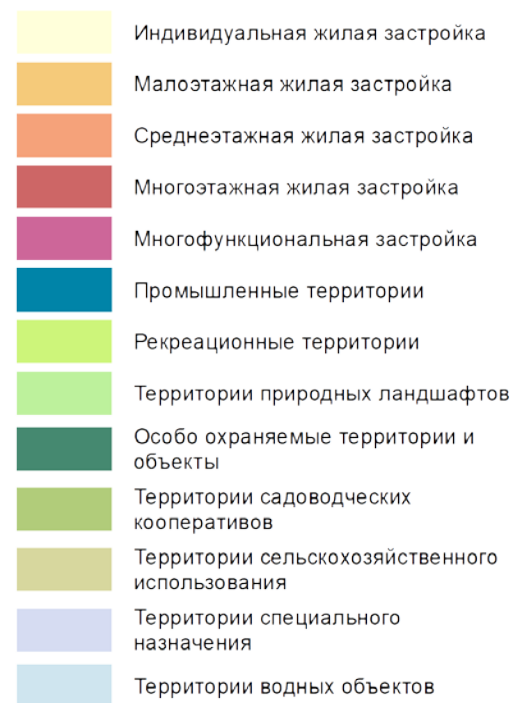 Индивидуальная жилая застройка
Малоэтажная жилая застройка
Среднеэтажная жилая застройка
Многоэтажная жилая застройка
Многофункциональная застройка
Промышленные территории
Рекреационные территории
Территории природных ландшафтов
Особо охраняемые территории и
объекты
Территории садоводческих
кооперативов
Территории сельскохозяйственного
использования
Территории специального
назначения
Территории водных объектов